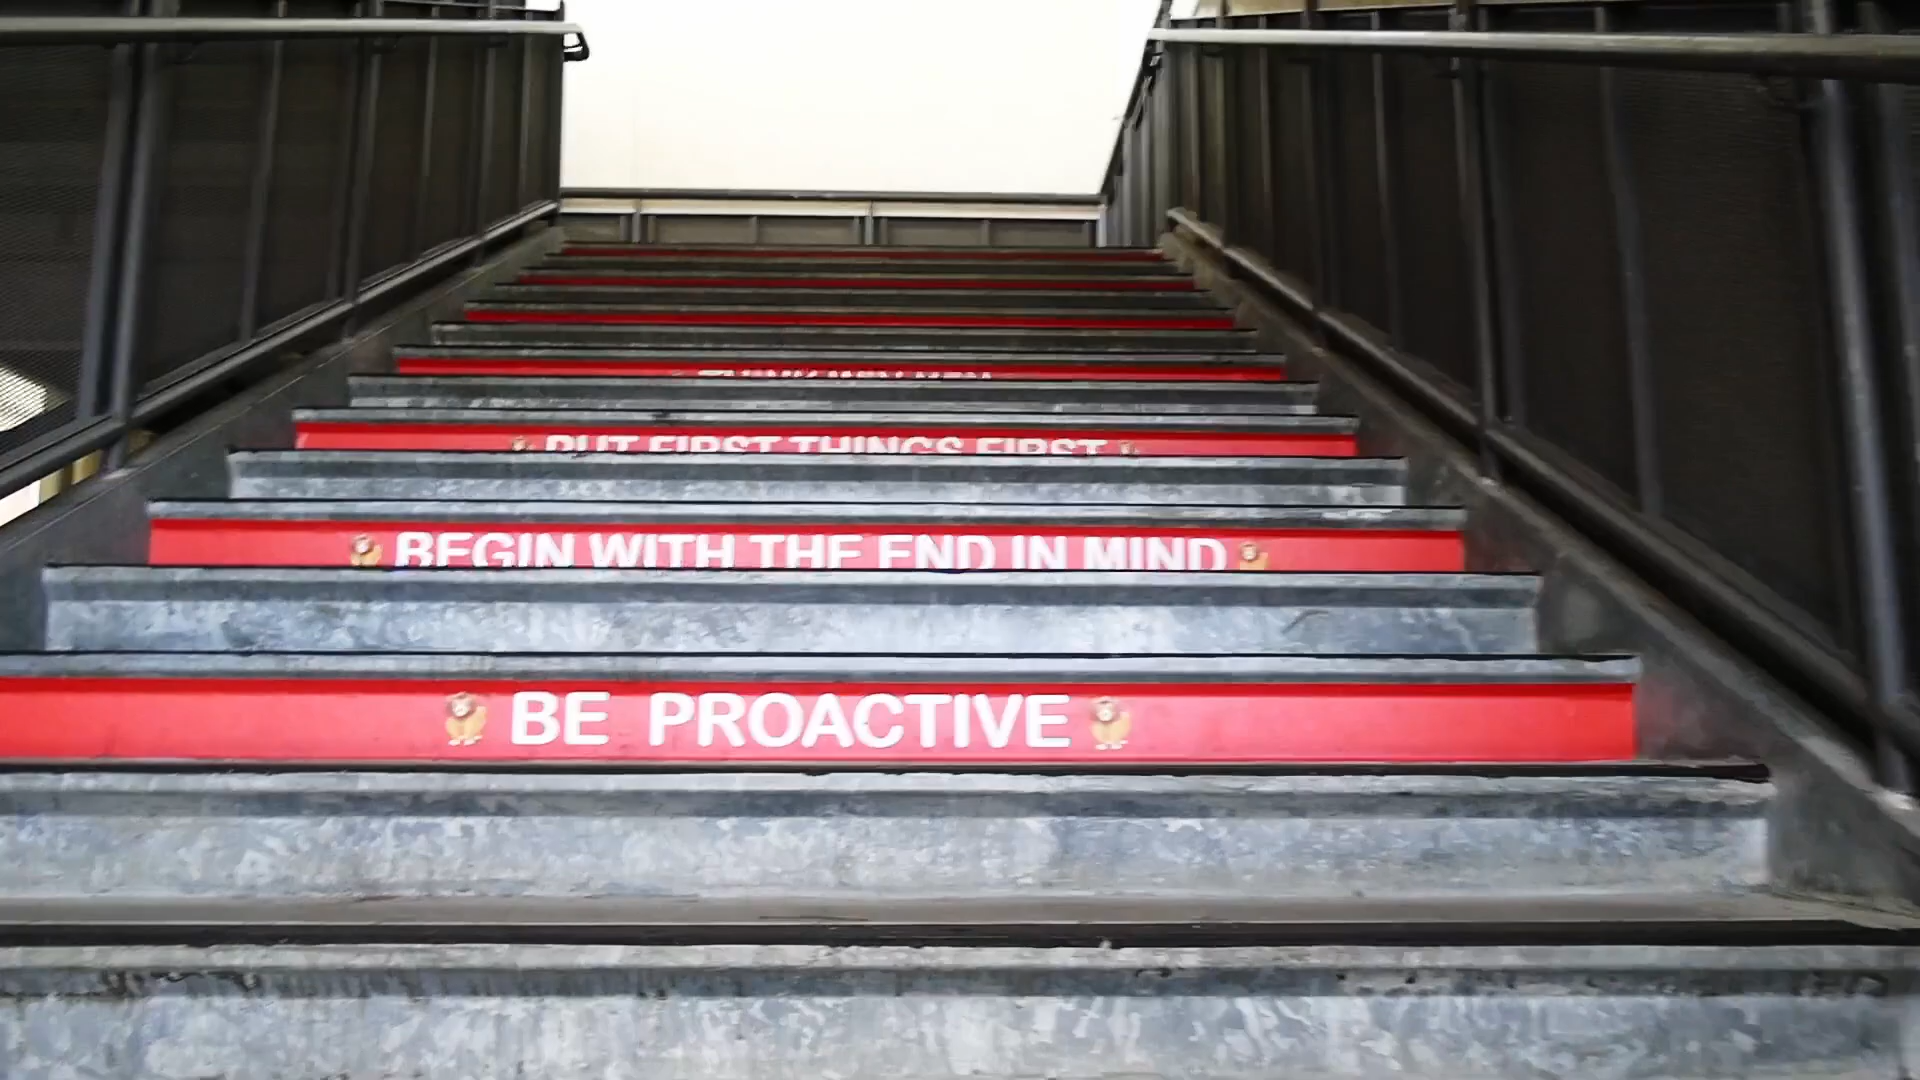 PUT FIRST THINGS FIRST
BEGIN WITH THE END IN MIND
BE PROACTIVE